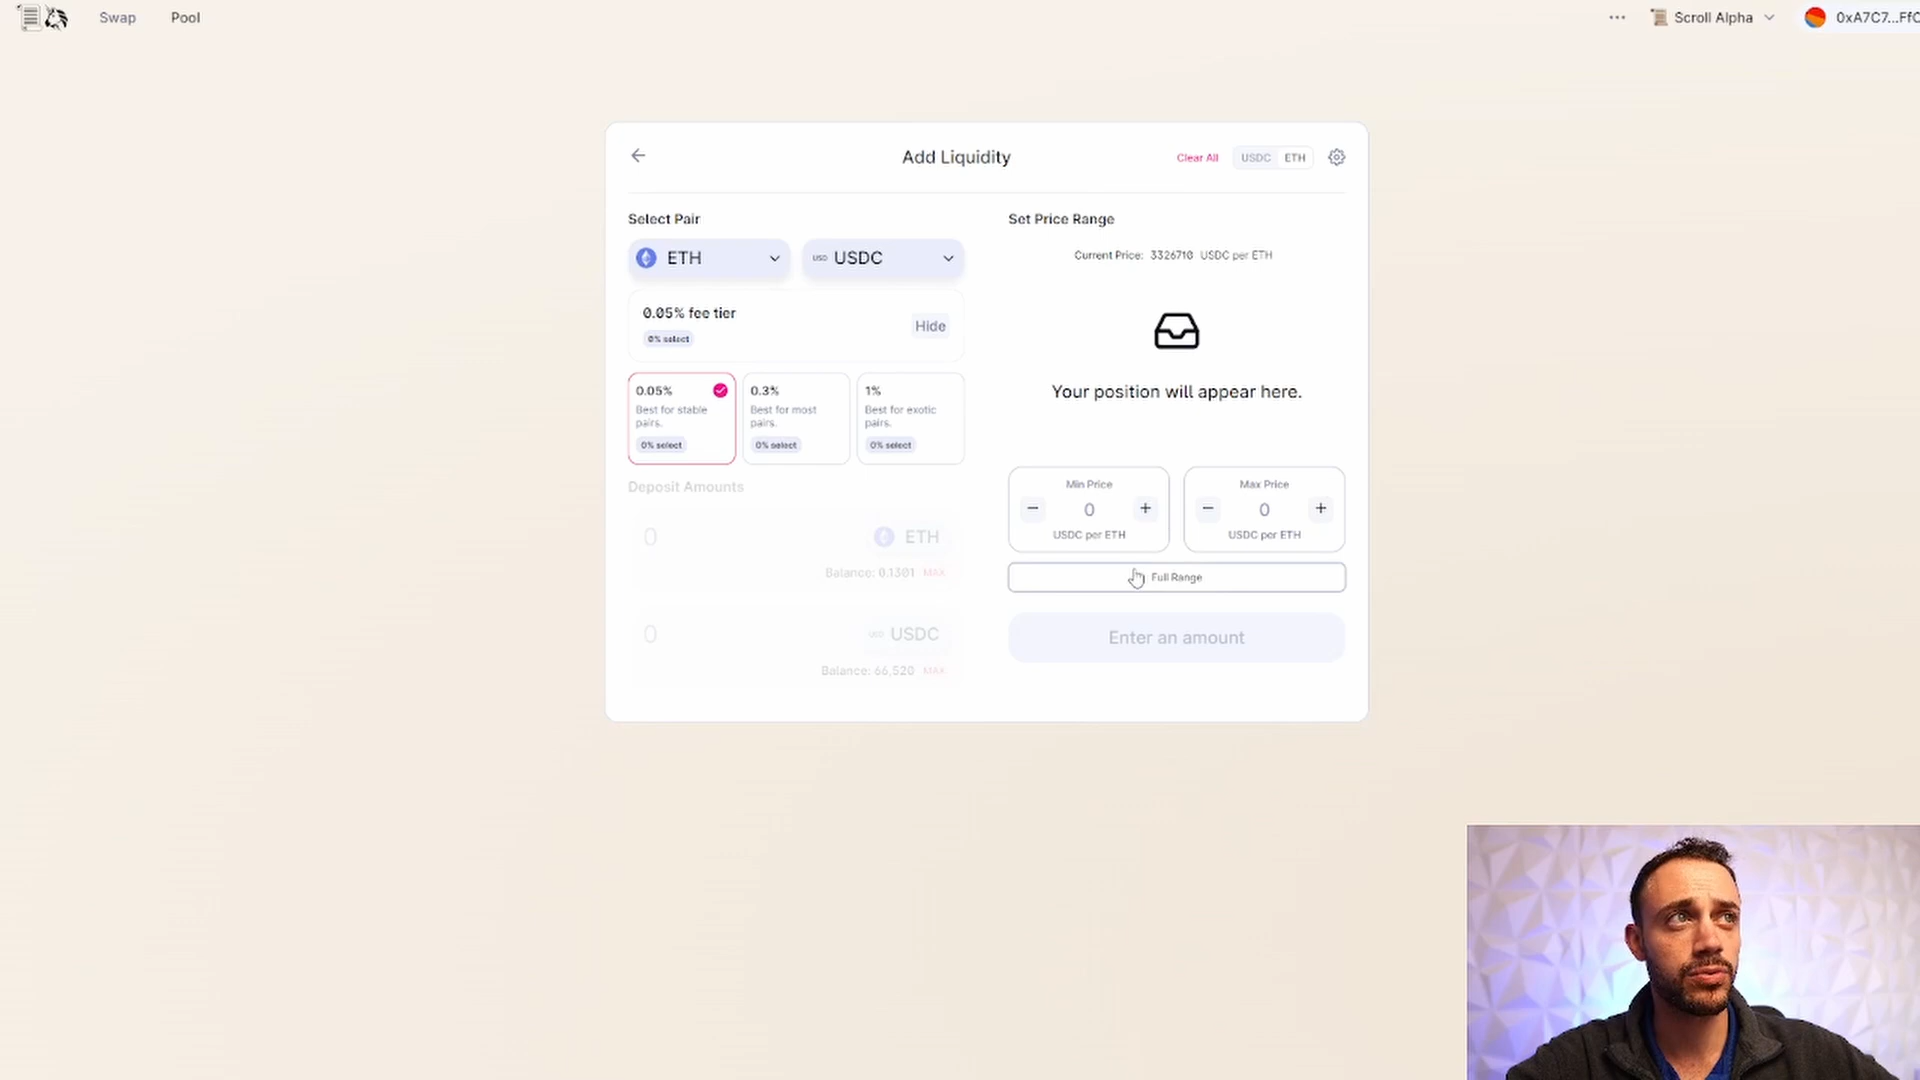 Swap
Pool
Scroll Alpha
0xA7C7...FfC
Add Liquidity
Clear All
USDC
ETH
Select Pair
ETH
USD USDC
0.05% fee tier
0% select
Hide
0.05%
Best for stable
pairs.
0% select
0.3%
Best for most
pairs.
0% select
1%
Best for exotic
pairs.
0% select
Deposit Amounts
0
ETH
Balance: 0.1301 MAX
0
USD USDC
Balance: 66,520 MAX
Set Price Range
Current Price: 3326710 USDC per ETH
Your position will appear here.
Min Price
0
USDC per ETH
Max Price
0
USDC per ETH
Full Range
Enter an amount